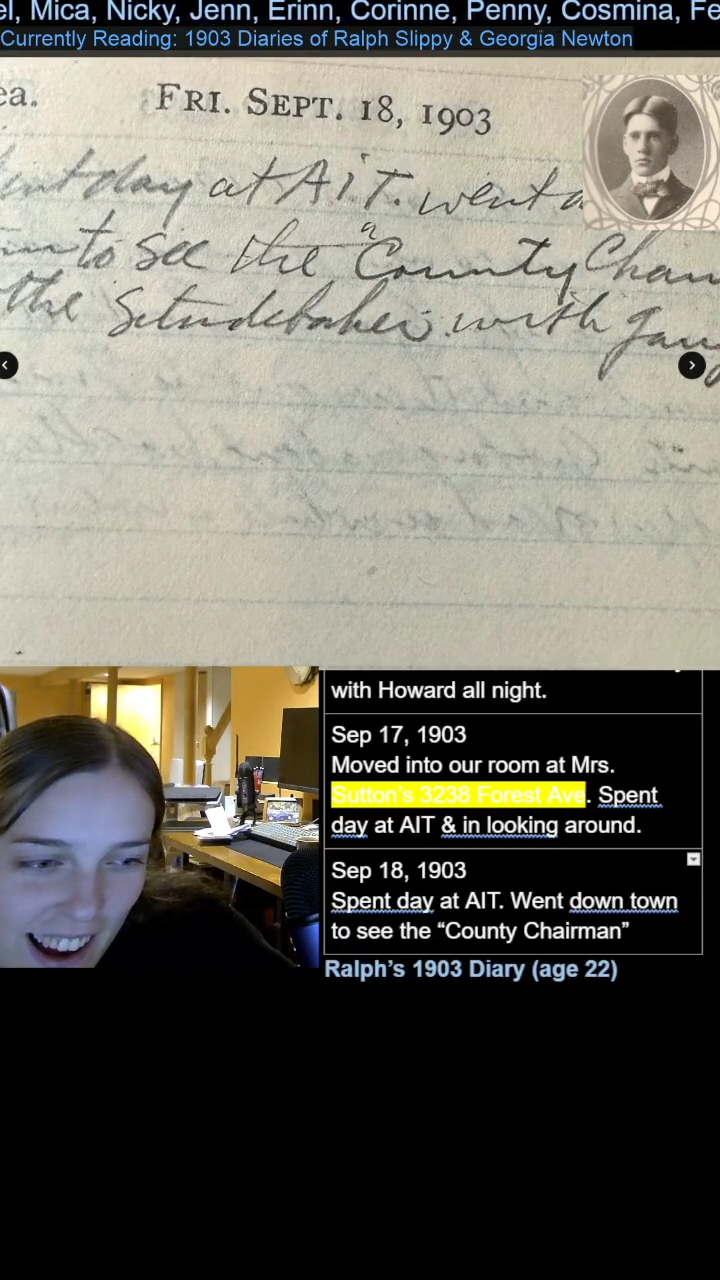 el, Mica, Nicky, Jenn, Erinn, Corinne, Penny, Cosmina, Fe
Currently Reading: 1903 Diaries of Ralph Slippy & Georgia Newton
ea. FRI. SEPT. 18, 1903
day at AIT. went
to see the "County Chan
the Setudebaker. with gang
with Howard all night.
Sep 17, 1903
Moved into our room at Mrs.
Sutton's 3238 Forest Ave. Spent
day at AIT & in looking around.
Sep 18, 1903
Spent day at AIT. Went down town
to see the “County Chairman”
Ralph’s 1903 Diary (age 22)